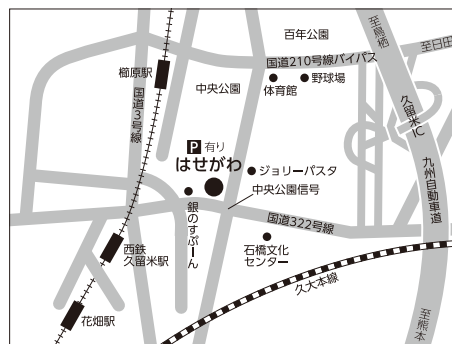 百年公園
至鳥栖
至日田
国道210号線バイパス
櫛原駅
体育館
野球場
中央公園
国道3号線
久留米IC
P 有り
はせがわ
ジョリーパスタ
九州自動車道
中央公園信号
銀のすぷーん
国道322号線
西鉄
久留米駅
石橋文化
センター
久大本線
花畑駅
至熊本